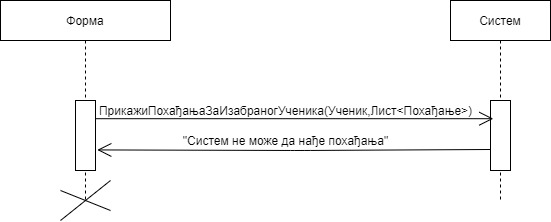 Форма
Систем
ПрикажиПохађањаЗаИзабраногУченика(Ученик,Лист<Похађање>)
"Систем не може да нађе похађања"